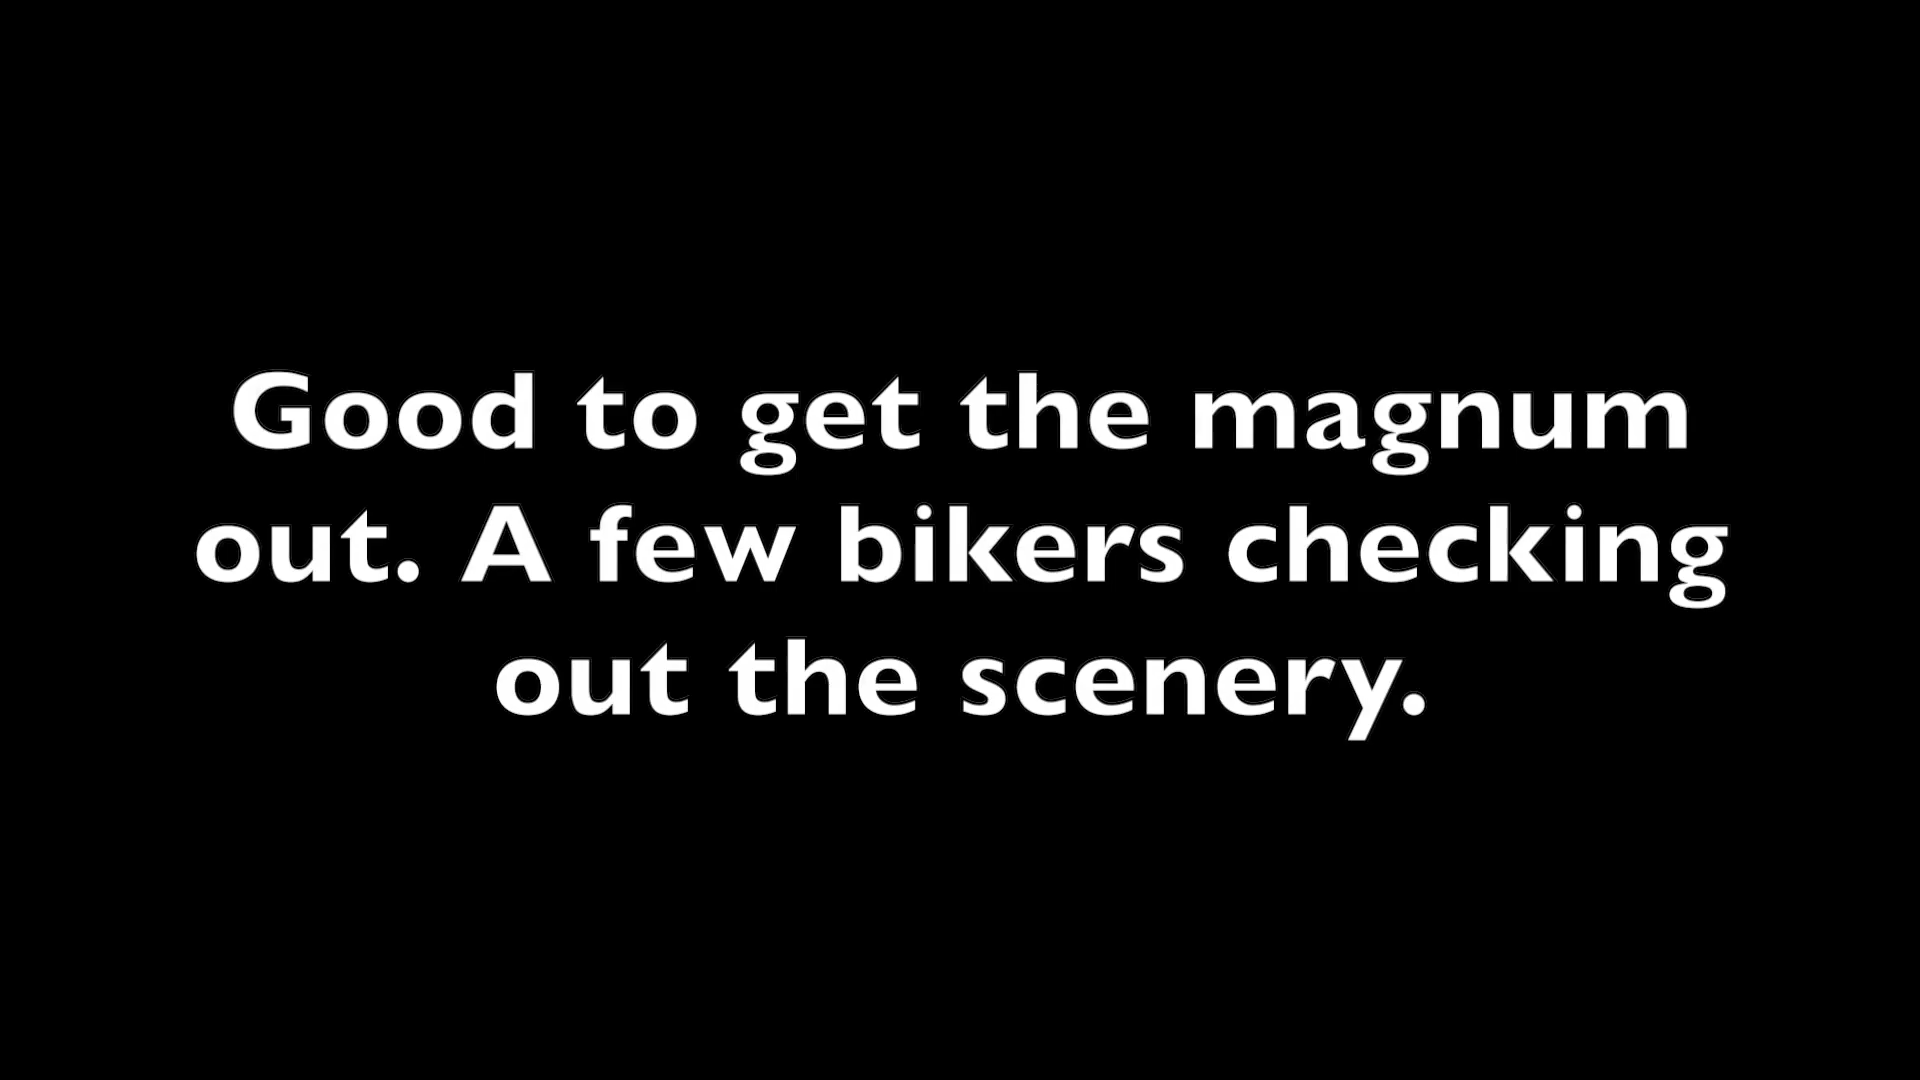 Good to get the magnum
out. A few bikers checking
out the scenery.